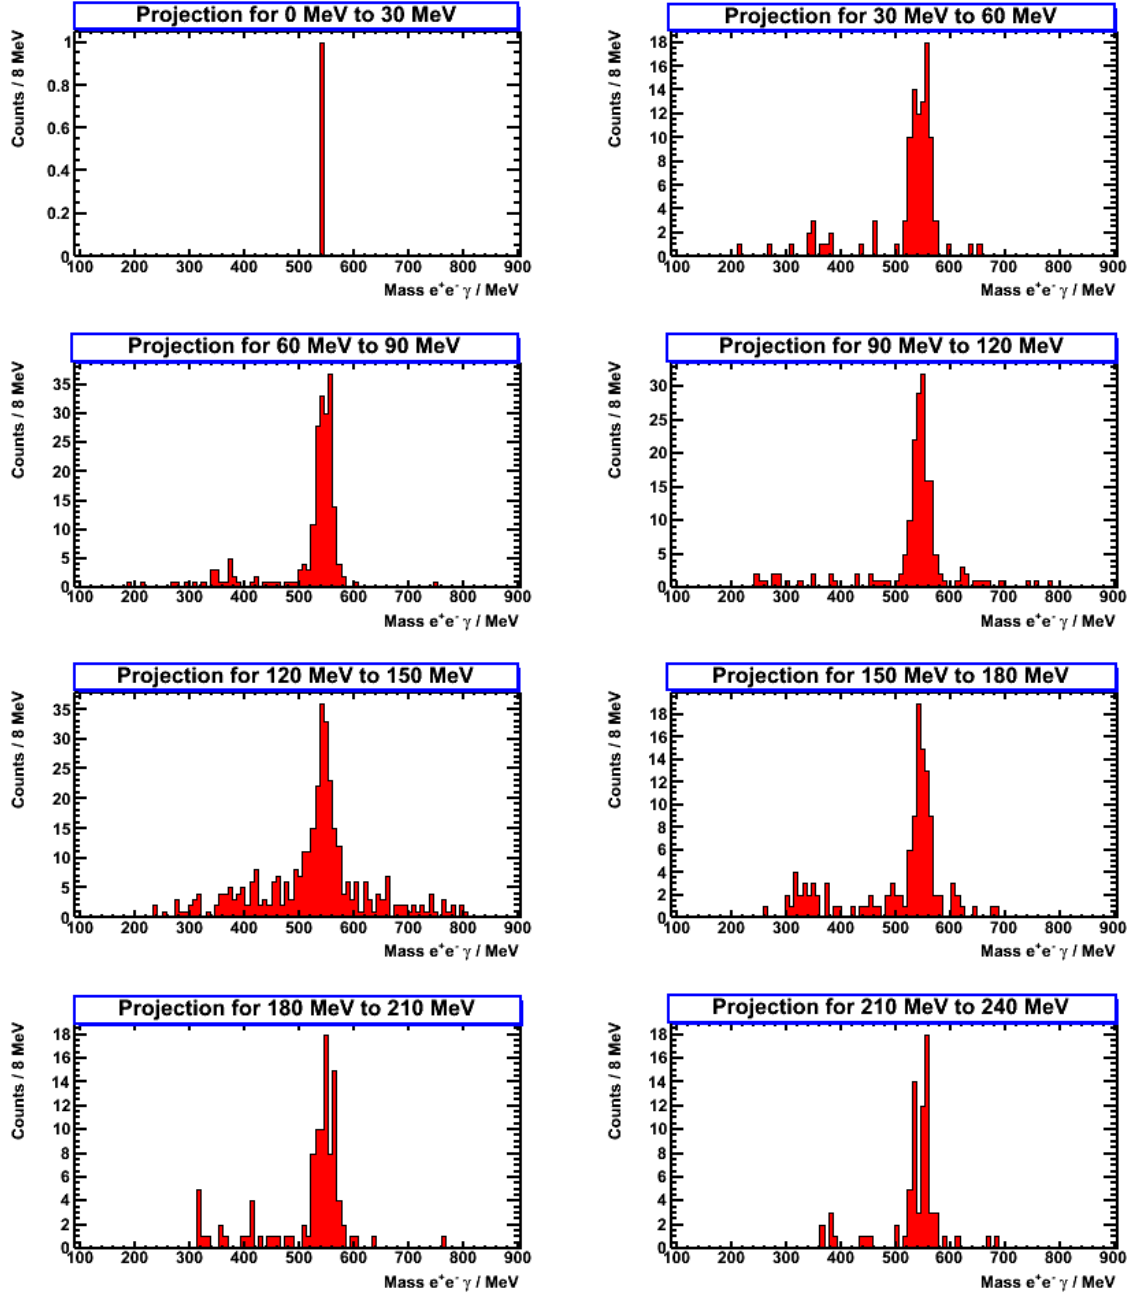 Projection for 0 MeV to 30 MeV
Counts / 8 MeV
1
0.8
0.6
0.4
0.2
0
100 200 300 400 500 600 700 800 900
Mass e⁺e⁻ γ / MeV
Projection for 30 MeV to 60 MeV
Counts / 8 MeV
18
16
14
12
10
8
6
4
2
0
100 200 300 400 500 600 700 800 900
Mass e⁺e⁻ γ / MeV
Projection for 60 MeV to 90 MeV
Counts / 8 MeV
35
30
25
20
15
10
5
0
100 200 300 400 500 600 700 800 900
Mass e⁺e⁻ γ / MeV
Projection for 90 MeV to 120 MeV
Counts / 8 MeV
30
25
20
15
10
5
0
100 200 300 400 500 600 700 800 900
Mass e⁺e⁻ γ / MeV
Projection for 120 MeV to 150 MeV
Counts / 8 MeV
35
30
25
20
15
10
5
0
100 200 300 400 500 600 700 800 900
Mass e⁺e⁻ γ / MeV
Projection for 150 MeV to 180 MeV
Counts / 8 MeV
18
16
14
12
10
8
6
4
2
0
100 200 300 400 500 600 700 800 900
Mass e⁺e⁻ γ / MeV
Projection for 180 MeV to 210 MeV
Counts / 8 MeV
18
16
14
12
10
8
6
4
2
0
100 200 300 400 500 600 700 800 900
Mass e⁺e⁻ γ / MeV
Projection for 210 MeV to 240 MeV
Counts / 8 MeV
18
16
14
12
10
8
6
4
2
0
100 200 300 400 500 600 700 800 900
Mass e⁺e⁻ γ / MeV